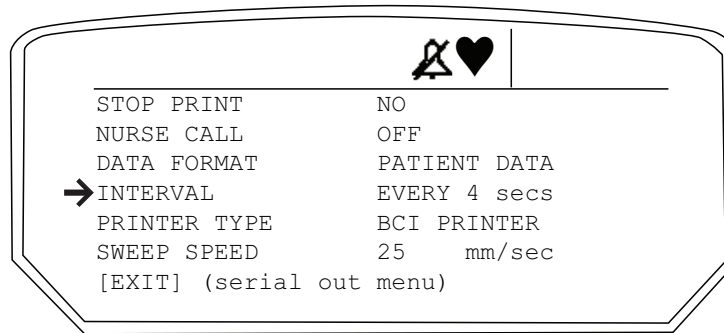 STOP PRINT NO
NURSE CALL OFF
DATA FORMAT PATIENT DATA
INTERVAL EVERY 4 secs
PRINTER TYPE BCI PRINTER
SWEEP SPEED 25 mm/sec
[EXIT] (serial out menu)